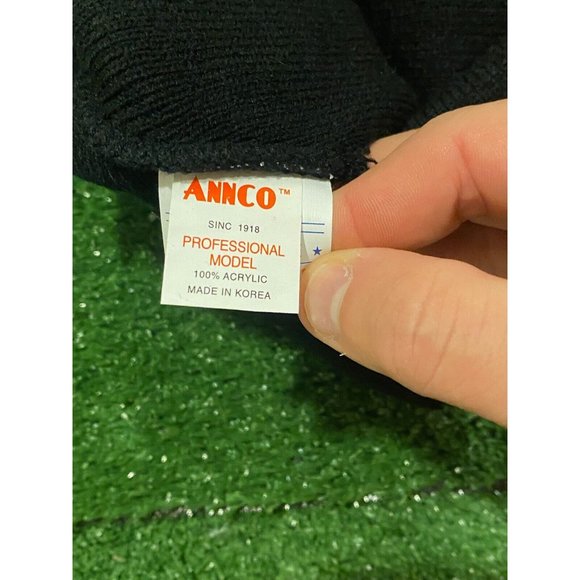 ANNCO™
SINC 1918
PROFESSIONAL
MODEL
100% ACRYLIC
MADE IN KOREA